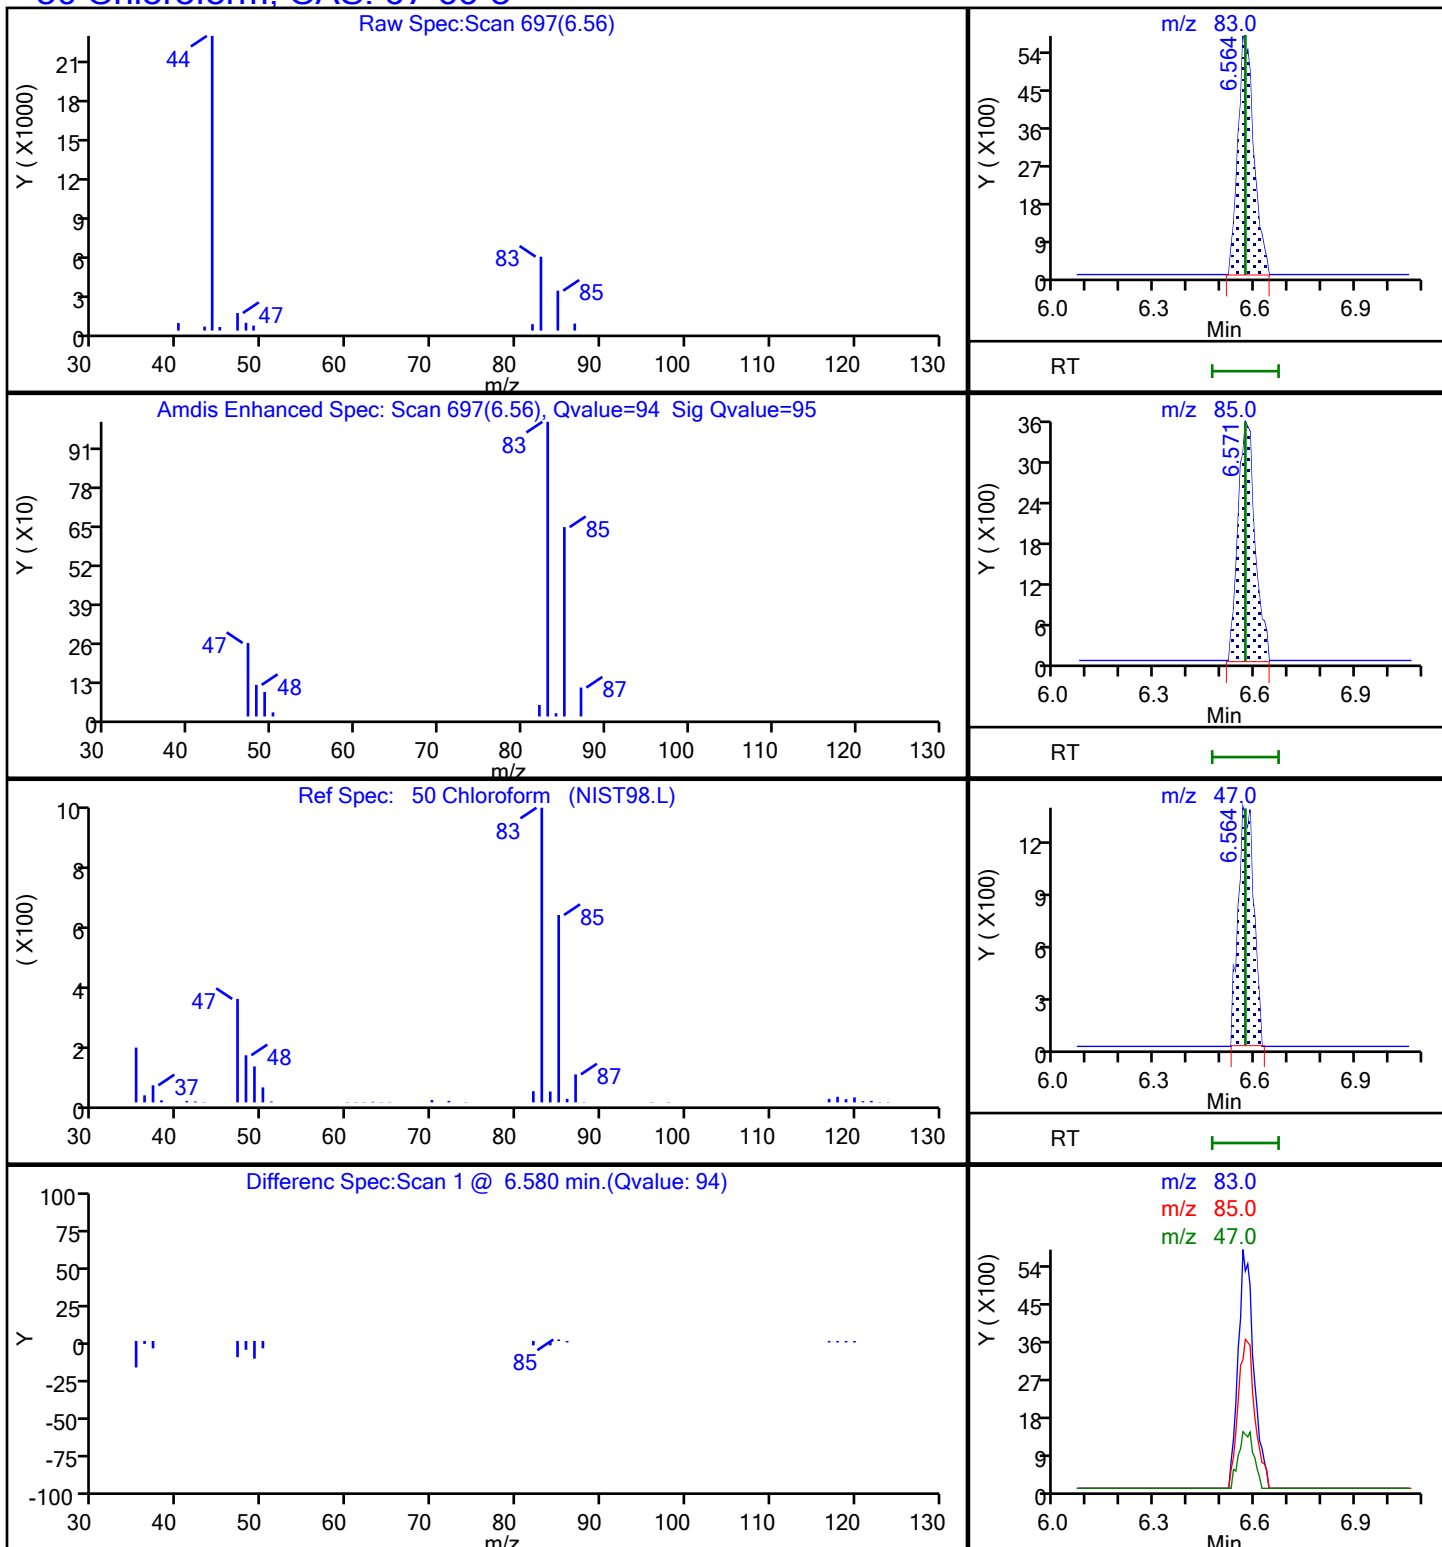 50 Chloroform, CAS: 67-66-3
Raw Spec:Scan 697(6.56)
Y ( X1000)
21
18
15
12
9
6
3
0
44
47
83
85
30 40 50 60 70 80 90 100 110 120 130
m/z
m/z 83.0
Y ( X100)
54
45
36
27
18
9
0
6.564
6.0 6.3 6.6 6.9
Min
RT
Amdis Enhanced Spec: Scan 697(6.56), Qvalue=94 Sig Qvalue=95
Y ( X10)
91
78
65
52
39
26
13
0
47
48
83
85
87
30 40 50 60 70 80 90 100 110 120 130
m/z
m/z 85.0
Y ( X100)
36
30
24
18
12
6
0
6.571
6.0 6.3 6.6 6.9
Min
RT
Ref Spec: 50 Chloroform (NIST98.L)
( X100)
10
8
6
4
2
0
37
47
48
83
85
87
30 40 50 60 70 80 90 100 110 120 130
m/z
m/z 47.0
Y ( X100)
12
9
6
3
0
6.564
6.0 6.3 6.6 6.9
Min
RT
Differenc Spec:Scan 1 @ 6.580 min.(Qvalue: 94)
Y
100
75
50
25
0
-25
-50
-75
-100
85
30 40 50 60 70 80 90 100 110 120 130
m/z
m/z 83.0
m/z 85.0
m/z 47.0
Y ( X100)
54
45
36
27
18
9
0
6.0 6.3 6.6 6.9
Min